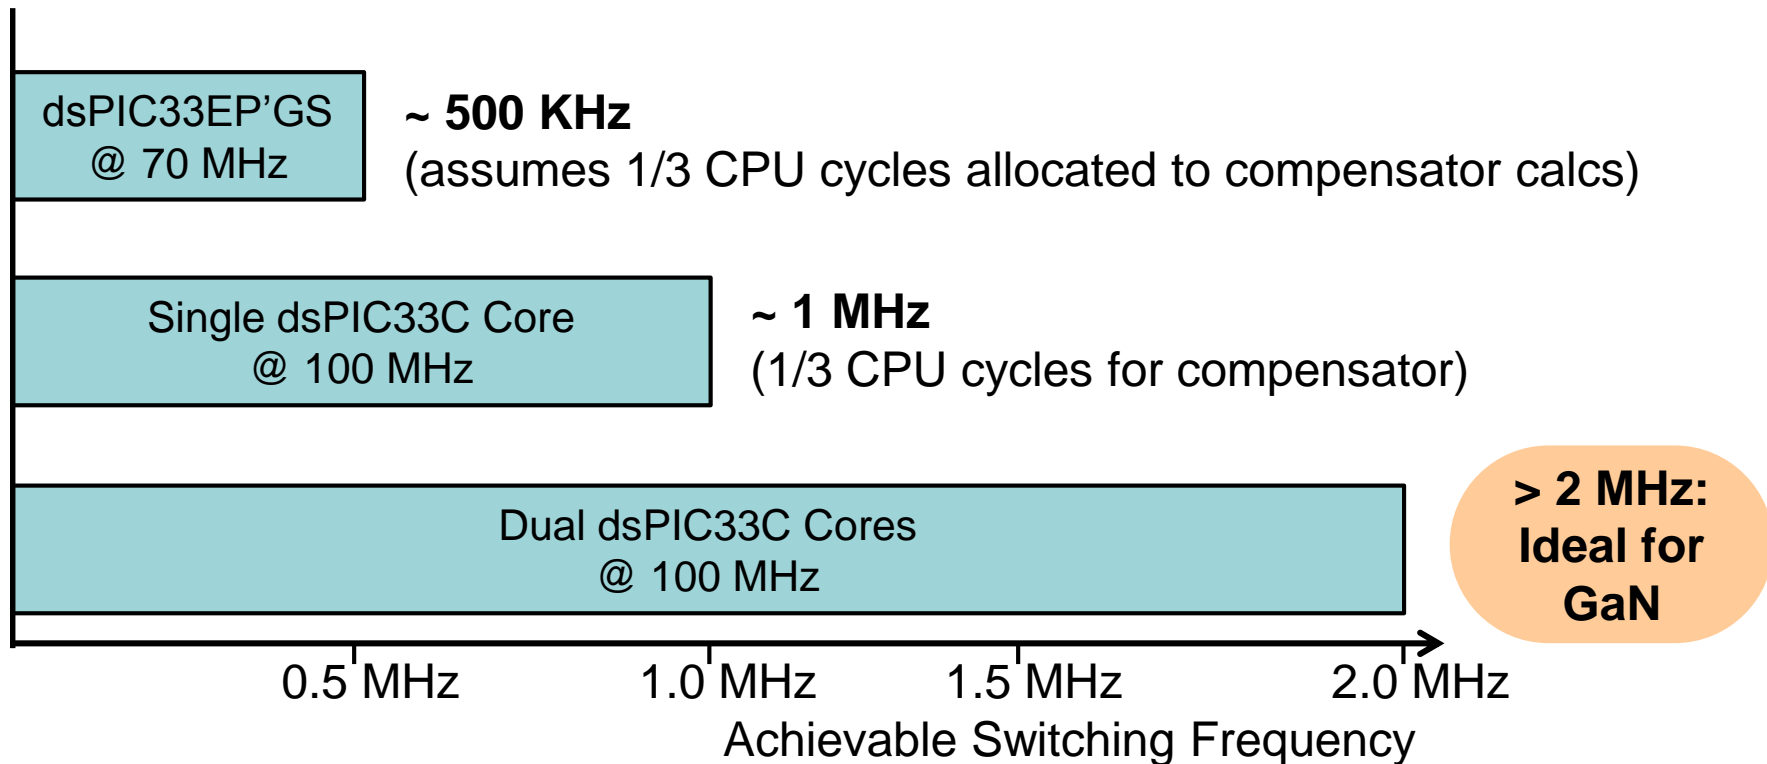 dsPIC33EP’GS
@ 70 MHz
~ 500 KHz
(assumes 1/3 CPU cycles allocated to compensator calcs)
Single dsPIC33C Core
@ 100 MHz
~ 1 MHz
(1/3 CPU cycles for compensator)
Dual dsPIC33C Cores
@ 100 MHz
> 2 MHz:
Ideal for
GaN
0.5 MHz
1.0 MHz
1.5 MHz
2.0 MHz
Achievable Switching Frequency